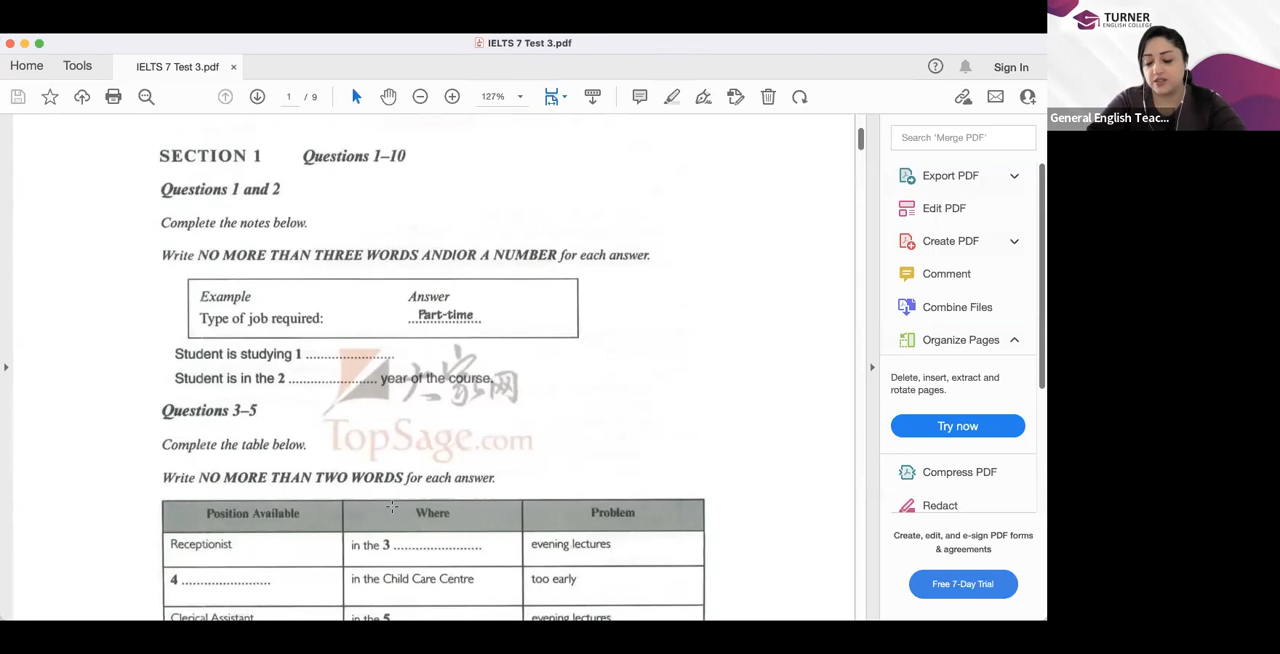 IELTS 7 Test 3.pdf
Home
Tools
IELTS 7 Test 3.pdf
Sign In
1 / 9
127%
TURNER
ENGLISH COLLEGE
General English Teac...
SECTION 1 Questions 1–10
Questions 1 and 2
Complete the notes below.
Write NO MORE THAN THREE WORDS AND/OR A NUMBER for each answer.
Example Answer
Type of job required: Part-time
Student is studying 1 ......................
Student is in the 2 ...................... year of the course.
大家网
TopSage.com
Questions 3–5
Complete the table below.
Write NO MORE THAN TWO WORDS for each answer.
Position Available Where Problem
Receptionist in the 3 ...................... evening lectures
4 ...................... in the Child Care Centre too early
Clerical Assistant in the 5 evening lectures
Search 'Merge PDF'
Export PDF
Edit PDF
Create PDF
Comment
Combine Files
Organize Pages
Delete, insert, extract and
rotate pages.
Try now
Compress PDF
Redact
Create, edit, and e-sign PDF forms
& agreements
Free 7-Day Trial